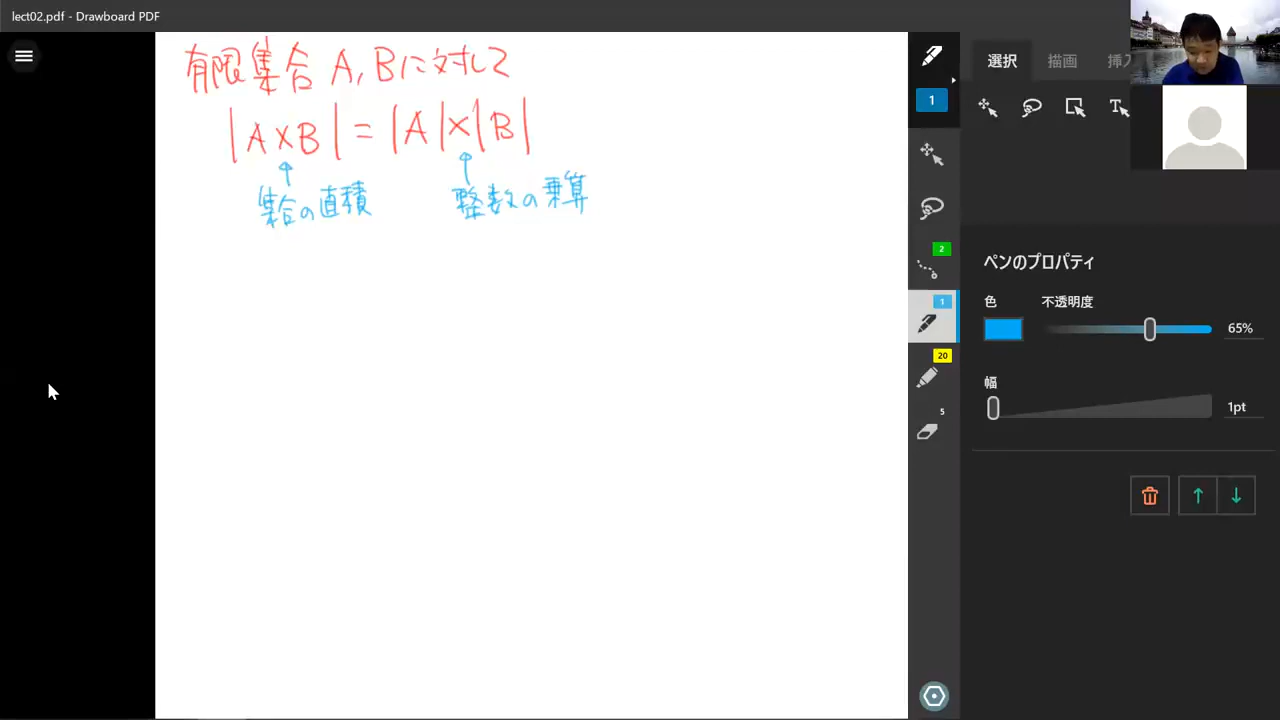 lect02.pdf - Drawboard PDF
有限集合 A, B に対して
|A×B| = |A|×|B|
↑ ↑
集合の直積 整数の乗算
選択 描画 挿入
1
T
2
1
20
5
ペンのプロパティ
色 不透明度
65%
幅
1pt